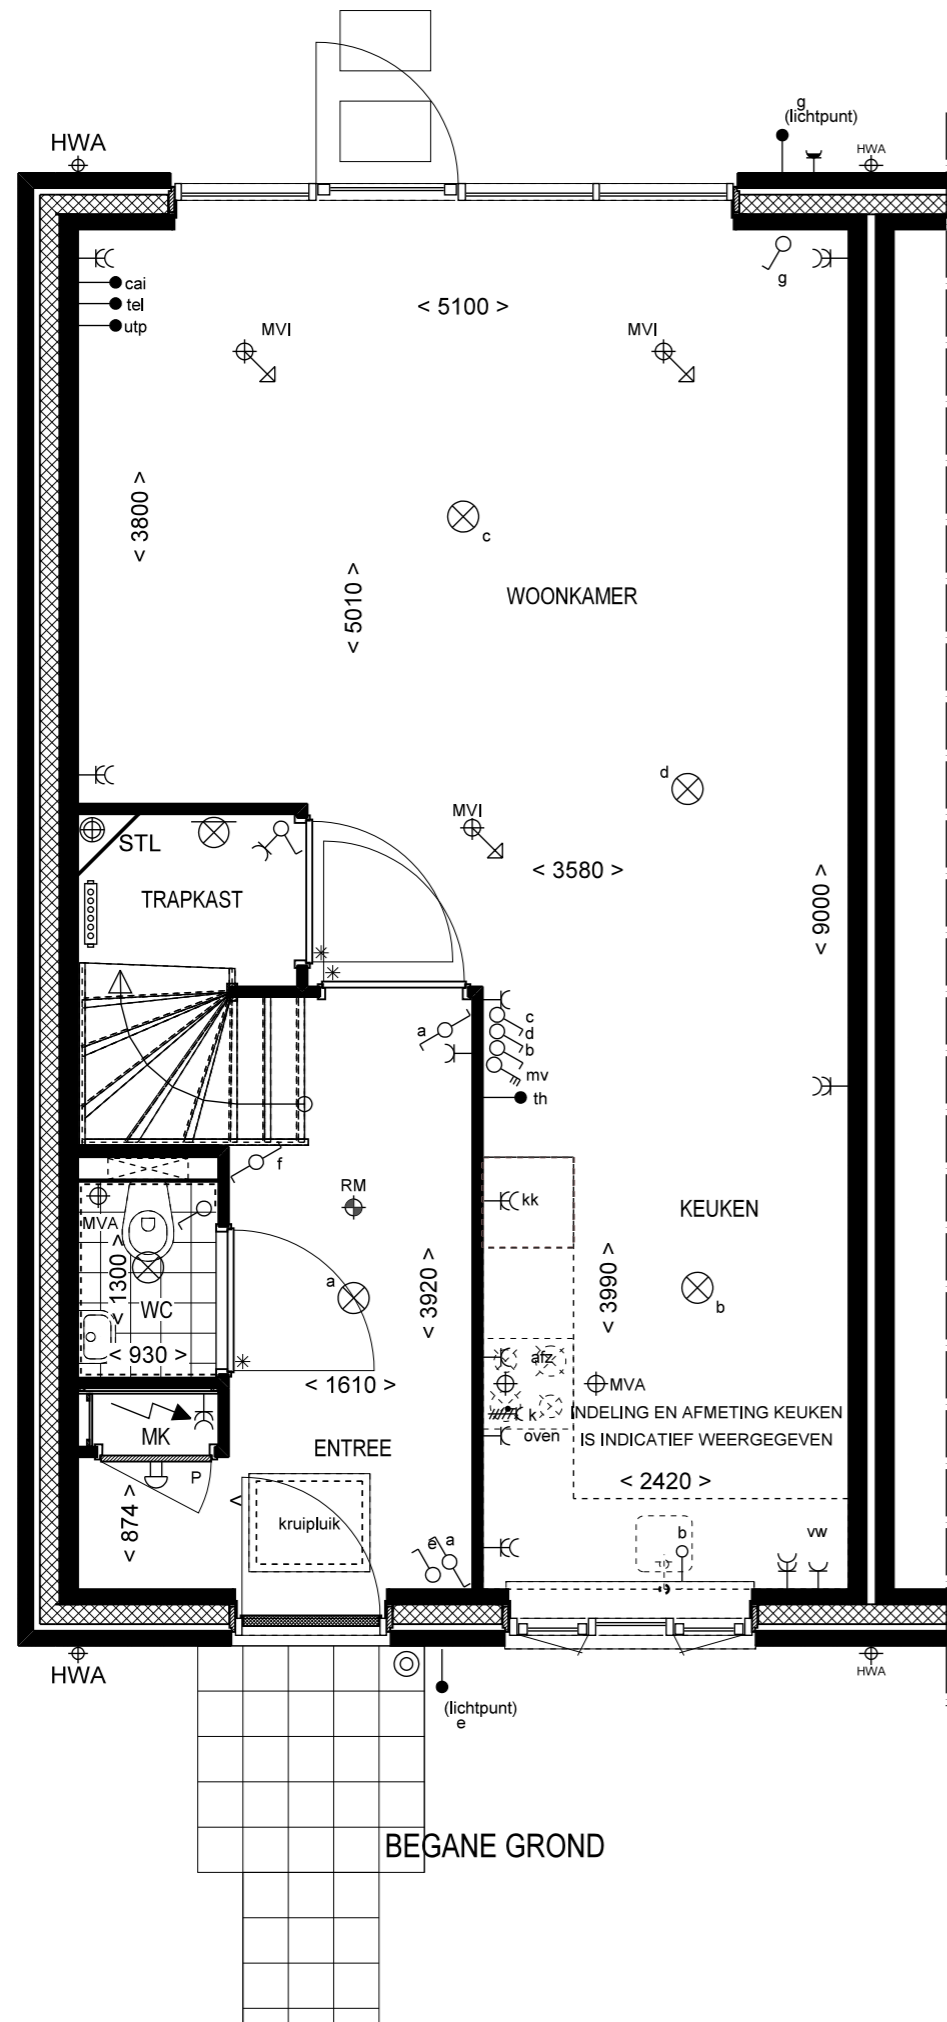 g
(lichtpunt)
HWA
HWA
g
cai
tel
utp
< 5100 >
MVI
MVI
< 3800 >
c
< 5010 >
WOONKAMER
d
MVI
STL
< 3580 >
TRAPKAST
< 9000 >
a
c
d
b
mv
th
f
RM
kk
KEUKEN
MVA
< 1300 >
WC
a
< 3920 >
< 3990 >
b
< 930 >
afz
< 1610 >
MVA
k
INDELING EN AFMETING KEUKEN
MK
ENTREE
oven
IS INDICATIEF WEERGEGEVEN
P
< 2420 >
< 874 >
kruipluik
e
a
b
vw
HWA
HWA
(lichtpunt)
e
BEGANE GROND